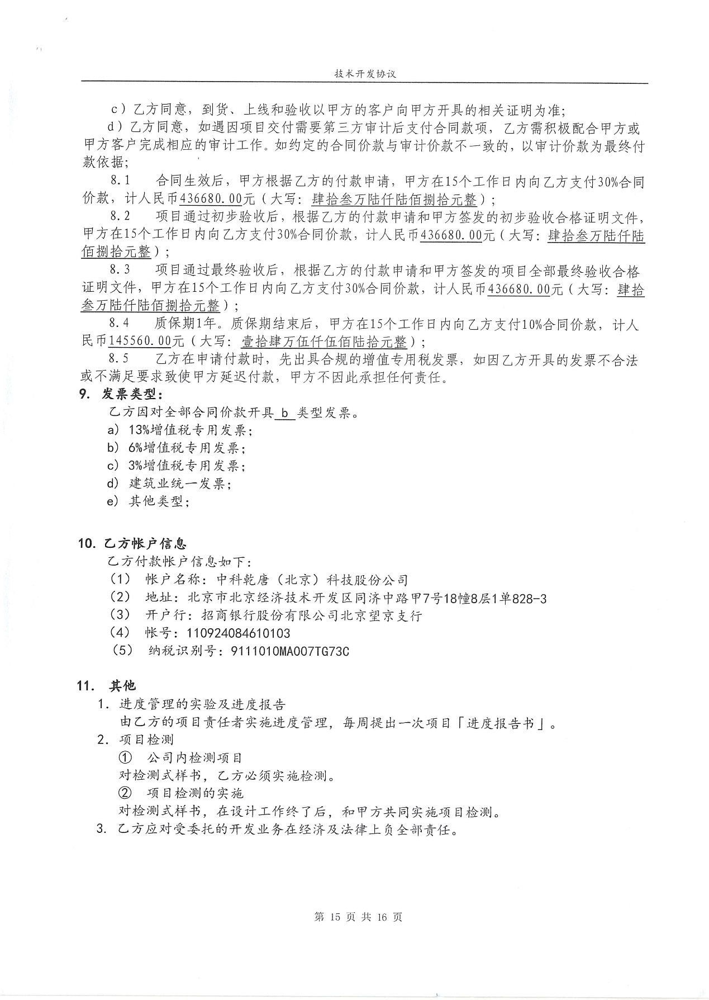 技术开发协议
c）乙方同意，到货、上线和验收以甲方的客户向甲方开具的相关证明为准；
d）乙方同意，如遇因项目交付需要第三方审计后支付合同款项，乙方需积极配合甲方或
甲方客户完成相应的审计工作。如约定的合同价款与审计价款不一致的，以审计价款为最终付
款依据；
8.1 合同生效后，甲方根据乙方的付款申请，甲方在15个工作日内向乙方支付30%合同
价款，计人民币436680.00元（大写：肆拾叁万陆仟陆佰捌拾元整）；
8.2 项目通过初步验收后，根据乙方的付款申请和甲方签发的初步验收合格证明文件，
甲方在15个工作日内向乙方支付30%合同价款，计人民币436680.00元（大写：肆拾叁万陆仟陆
佰捌拾元整）；
8.3 项目通过最终验收后，根据乙方的付款申请和甲方签发的项目全部最终验收合格
证明文件，甲方在15个工作日内向乙方支付30%合同价款，计人民币436680.00元（大写：肆拾
叁万陆仟陆佰捌拾元整）；
8.4 质保期1年。质保期结束后，甲方在15个工作日内向乙方支付10%合同价款，计人
民币145560.00元（大写：壹拾肆万伍仟伍佰陆拾元整）；
8.5 乙方在申请付款时，先出具合规的增值专用税发票，如因乙方开具的发票不合法
或不满足要求致使甲方延迟付款，甲方不因此承担任何责任。
9. 发票类型：
乙方因对全部合同价款开具 b 类型发票。
a) 13%增值税专用发票；
b) 6%增值税专用发票；
c) 3%增值税专用发票；
d) 建筑业统一发票；
e) 其他类型；
10. 乙方帐户信息
乙方付款帐户信息如下：
(1) 帐户名称：中科乾唐（北京）科技股份公司
(2) 地址：北京市北京经济技术开发区同济中路甲7号18幢8层1单828-3
(3) 开户行：招商银行股份有限公司北京望京支行
(4) 帐号：110924084610103
(5) 纳税识别号：9111010MA007TG73C
11. 其他
1. 进度管理的实验及进度报告
由乙方的项目责任者实施进度管理，每周提出一次项目「进度报告书」。
2. 项目检测
① 公司内检测项目
对检测式样书，乙方必须实施检测。
② 项目检测的实施
对检测式样书，在设计工作终了后，和甲方共同实施项目检测。
3. 乙方应对受委托的开发业务在经济及法律上负全部责任。
第 15 页 共 16 页